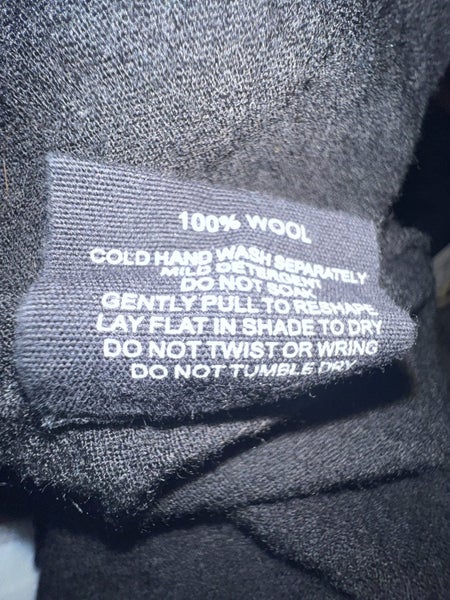 100% WOOL
COLD HAND WASH SEPARATELY
MILD DETERGENT
DO NOT SOAK
GENTLY PULL TO RESHAPE
LAY FLAT IN SHADE TO DRY
DO NOT TWIST OR WRING
DO NOT TUMBLE DRY